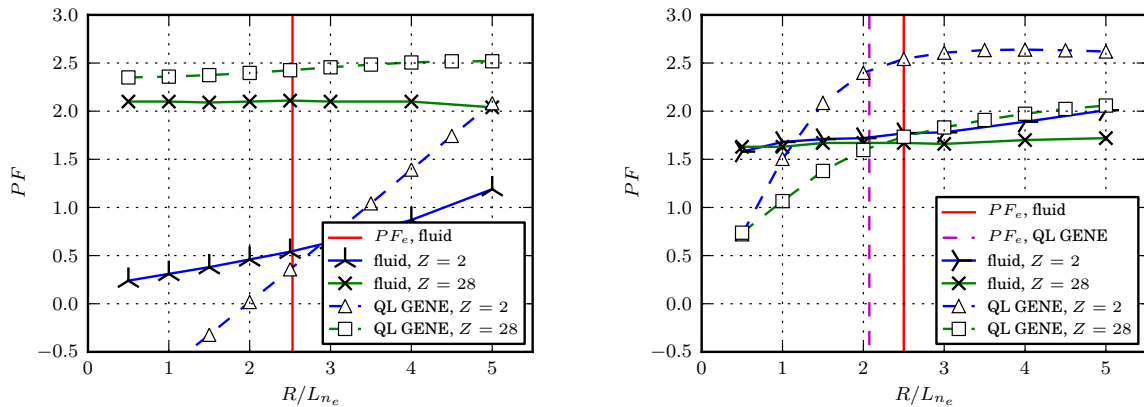 3.0
2.5
2.0
1.5
1.0
0.5
0.0
−0.5
PF
0 1 2 3 4 5
R/L_{n_e}
PF_e, fluid
fluid, Z = 2
fluid, Z = 28
QL GENE, Z = 2
QL GENE, Z = 28
3.0
2.5
2.0
1.5
1.0
0.5
0.0
−0.5
PF
0 1 2 3 4 5
R/L_{n_e}
PF_e, fluid
PF_e, QL GENE
fluid, Z = 2
fluid, Z = 28
QL GENE, Z = 2
QL GENE, Z = 28